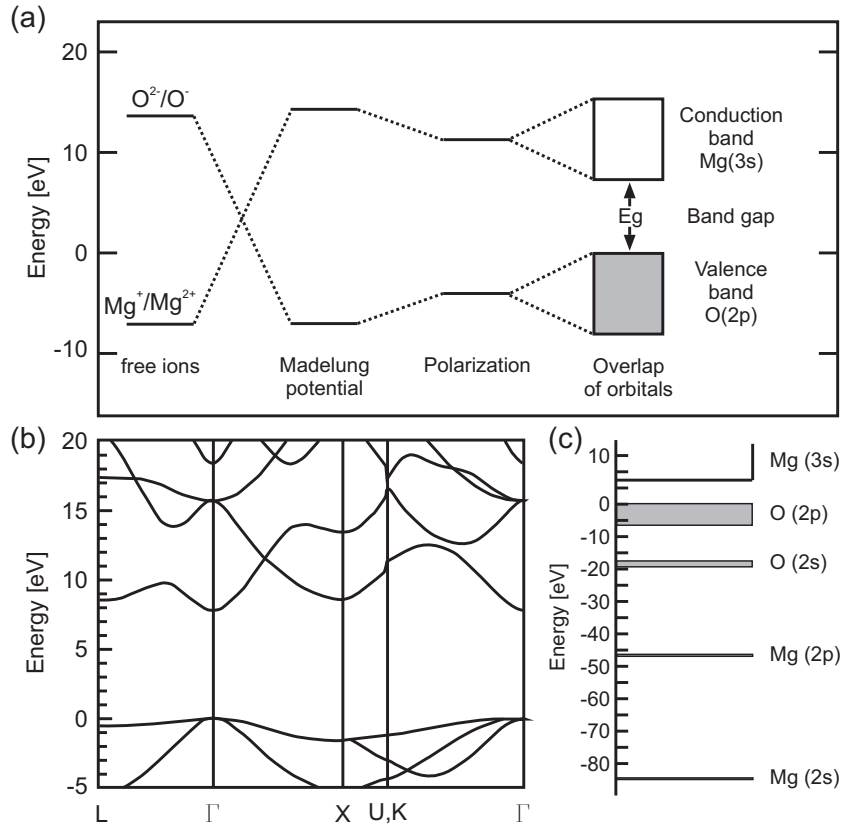 (a)
Energy [eV]
20
10
0
-10
O²⁻/O⁻
Mg⁺/Mg²⁺
free ions
Madelung
potential
Polarization
Overlap
of orbitals
Conduction
band
Mg(3s)
Eg
Band gap
Valence
band
O(2p)
(b)
Energy [eV]
20
15
10
5
0
-5
L
Γ
X
U,K
Γ
(c)
Energy [eV]
10
0
-10
-20
-30
-40
-50
-60
-70
-80
Mg (3s)
O (2p)
O (2s)
Mg (2p)
Mg (2s)